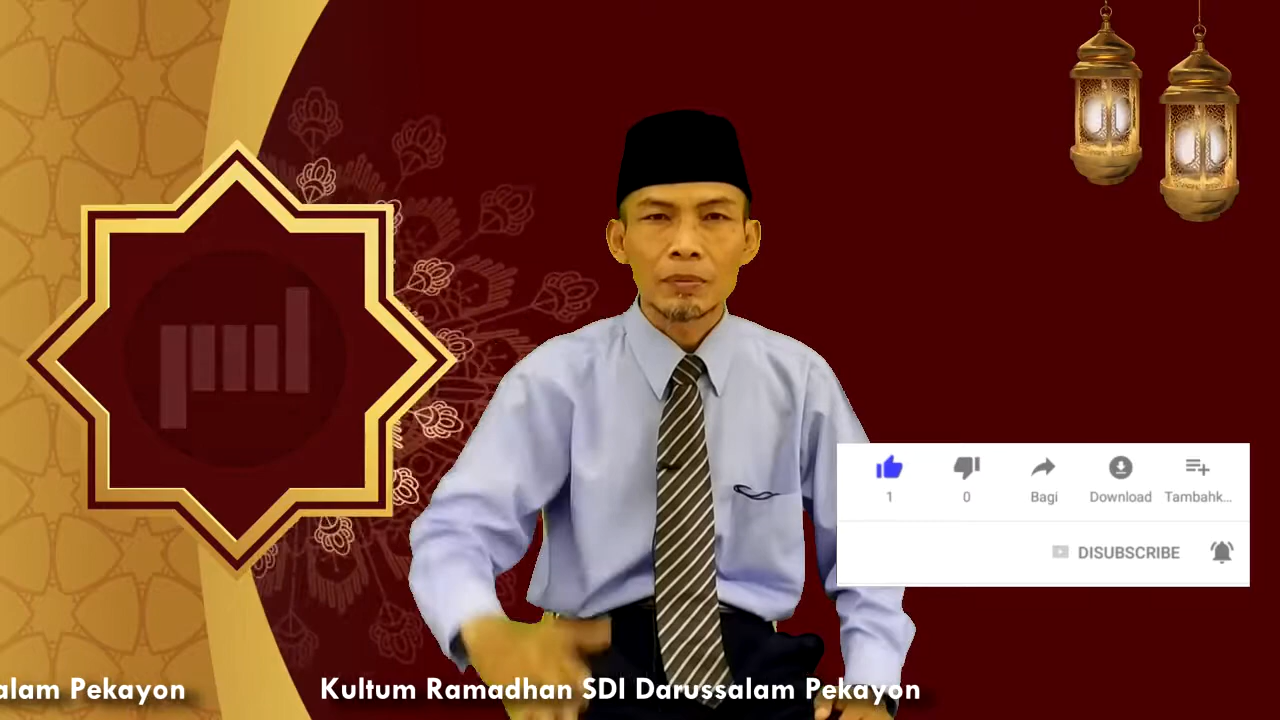 1 0 Bagi Download Tambahk...
DISUBSCRIBE
alam Pekayon Kultum Ramadhan SDI Darussalam Pekayon